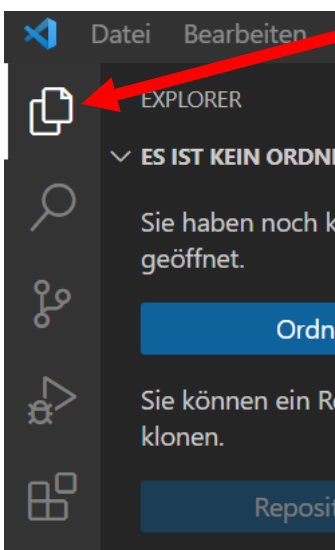 Datei Bearbeiten
EXPLORER
ES IST KEIN
Sie haben noch
geöffnet.
Sie können ein
klonen.